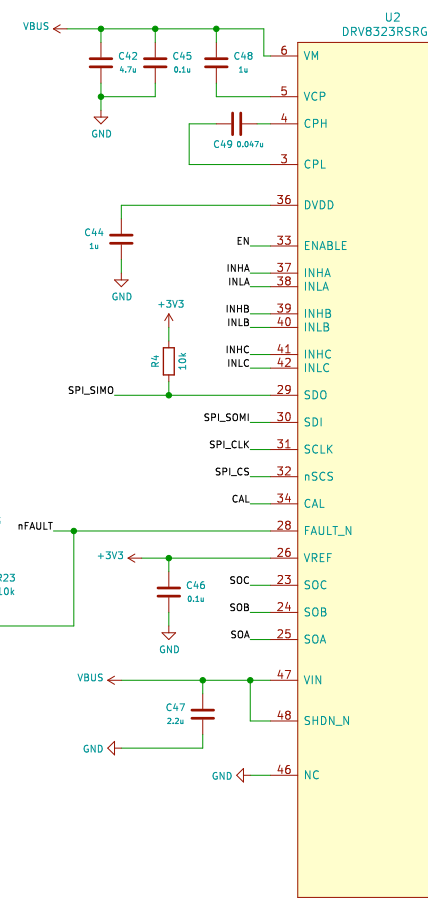 U2
DRV8323RSRG
VBUS
C42
4.7u
C45
0.1u
C48
1u
6 VM
GND
5 VCP
4 CPH
C49 0.047u
3 CPL
36 DVDD
C44
1u
GND
EN 33 ENABLE
INHA 37 INHA
INLA 38 INLA
+3V3
INHB 39 INHB
INLB 40 INLB
R4
10k
INHC 41 INHC
INLC 42 INLC
SPI_SIMO 29 SDO
SPI_SOMI 30 SDI
SPI_CLK 31 SCLK
SPI_CS 32 nSCS
CAL 34 CAL
nFAULT 28 FAULT_N
+3V3 26 VREF
R23
10k
C46
0.1u
GND
SOC 23 SOC
SOB 24 SOB
SOA 25 SOA
VBUS 47 VIN
C47
2.2u
48 SHDN_N
GND
GND 46 NC